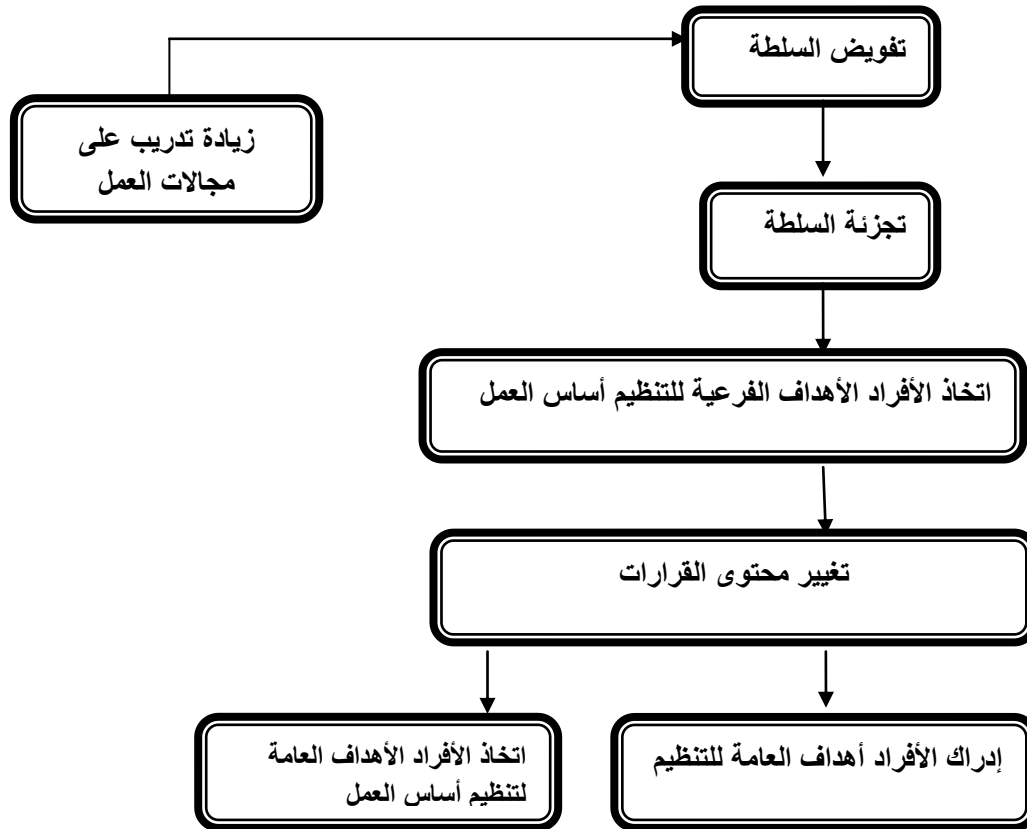 تفويض السلطة
زيادة تدريب على
مجالات العمل
تجزئة السلطة
اتخاذ الأفراد الأهداف الفرعية للتنظيم أساس العمل
تغيير محتوى القرارات
إدراك الأفراد أهداف العامة للتنظيم
اتخاذ الأفراد الأهداف العامة
لتنظيم أساس العمل